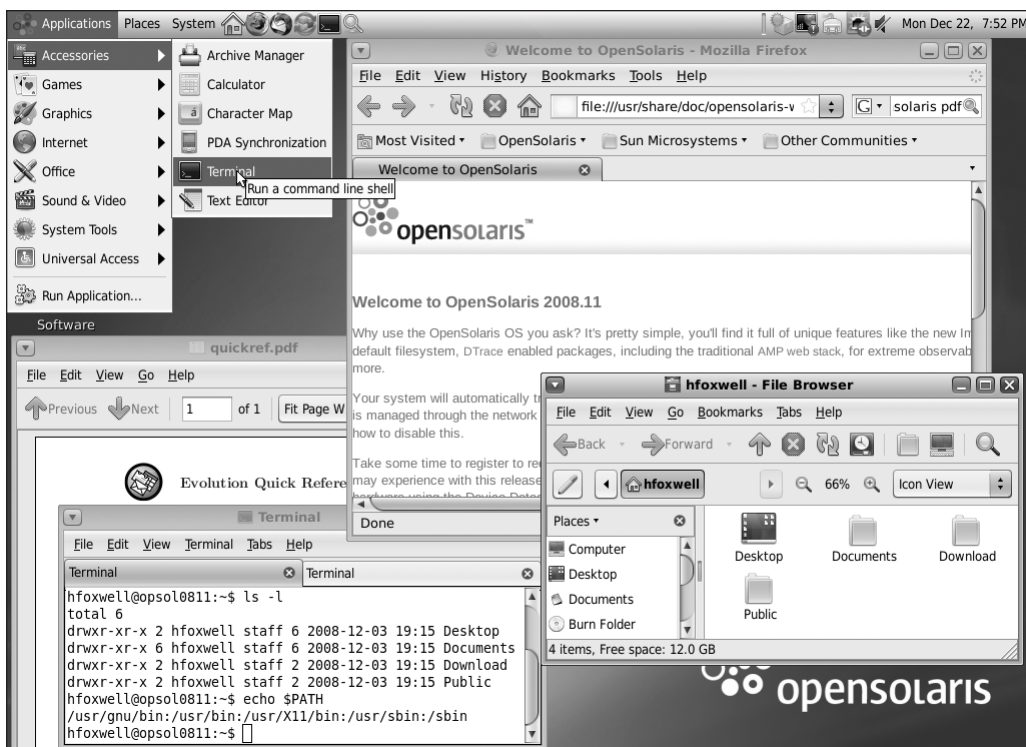 Applications Places System Mon Dec 22, 7:52 PM
Accessories
Games
Graphics
Internet
Office
Sound & Video
System Tools
Universal Access
Run Application...
Archive Manager
Calculator
Character Map
PDA Synchronization
Terminal
Run a command line shell
Text Editor
Software
Welcome to OpenSolaris - Mozilla Firefox
File Edit View History Bookmarks Tools Help
file:///usr/share/doc/opensolaris-v G solaris pdf
Most Visited OpenSolaris Sun Microsystems Other Communities
Welcome to OpenSolaris
opensolaris™
Welcome to OpenSolaris 2008.11
Why use the OpenSolaris OS you ask? It's pretty simple, you'll find it full of unique features like the new In
default filesystem, DTrace enabled packages, including the traditional AMP web stack, for extreme observab
more.
Your system will automatically tr
is managed through the network
how to disable this.
Take some time to register to re
may experience with this release
hardware using the Device Detec
Done
quickref.pdf
File Edit View Go Help
Previous Next 1 of 1 Fit Page W
Evolution Quick Refere
Terminal
File Edit View Terminal Tabs Help
Terminal Terminal
hfoxwell@opsol0811:~$ ls -l
total 6
drwxr-xr-x 2 hfoxwell staff 6 2008-12-03 19:15 Desktop
drwxr-xr-x 6 hfoxwell staff 6 2008-12-03 19:15 Documents
drwxr-xr-x 2 hfoxwell staff 2 2008-12-03 19:15 Download
drwxr-xr-x 2 hfoxwell staff 2 2008-12-03 19:15 Public
hfoxwell@opsol0811:~$ echo $PATH
/usr/gnu/bin:/usr/bin:/usr/X11/bin:/usr/sbin:/sbin
hfoxwell@opsol0811:~$
hfoxwell - File Browser
File Edit View Go Bookmarks Tabs Help
Back Forward
hfoxwell 66% Icon View
Places
Computer
Desktop
Documents
Burn Folder
Desktop Documents Download
Public
4 items, Free space: 12.0 GB
opensolaris